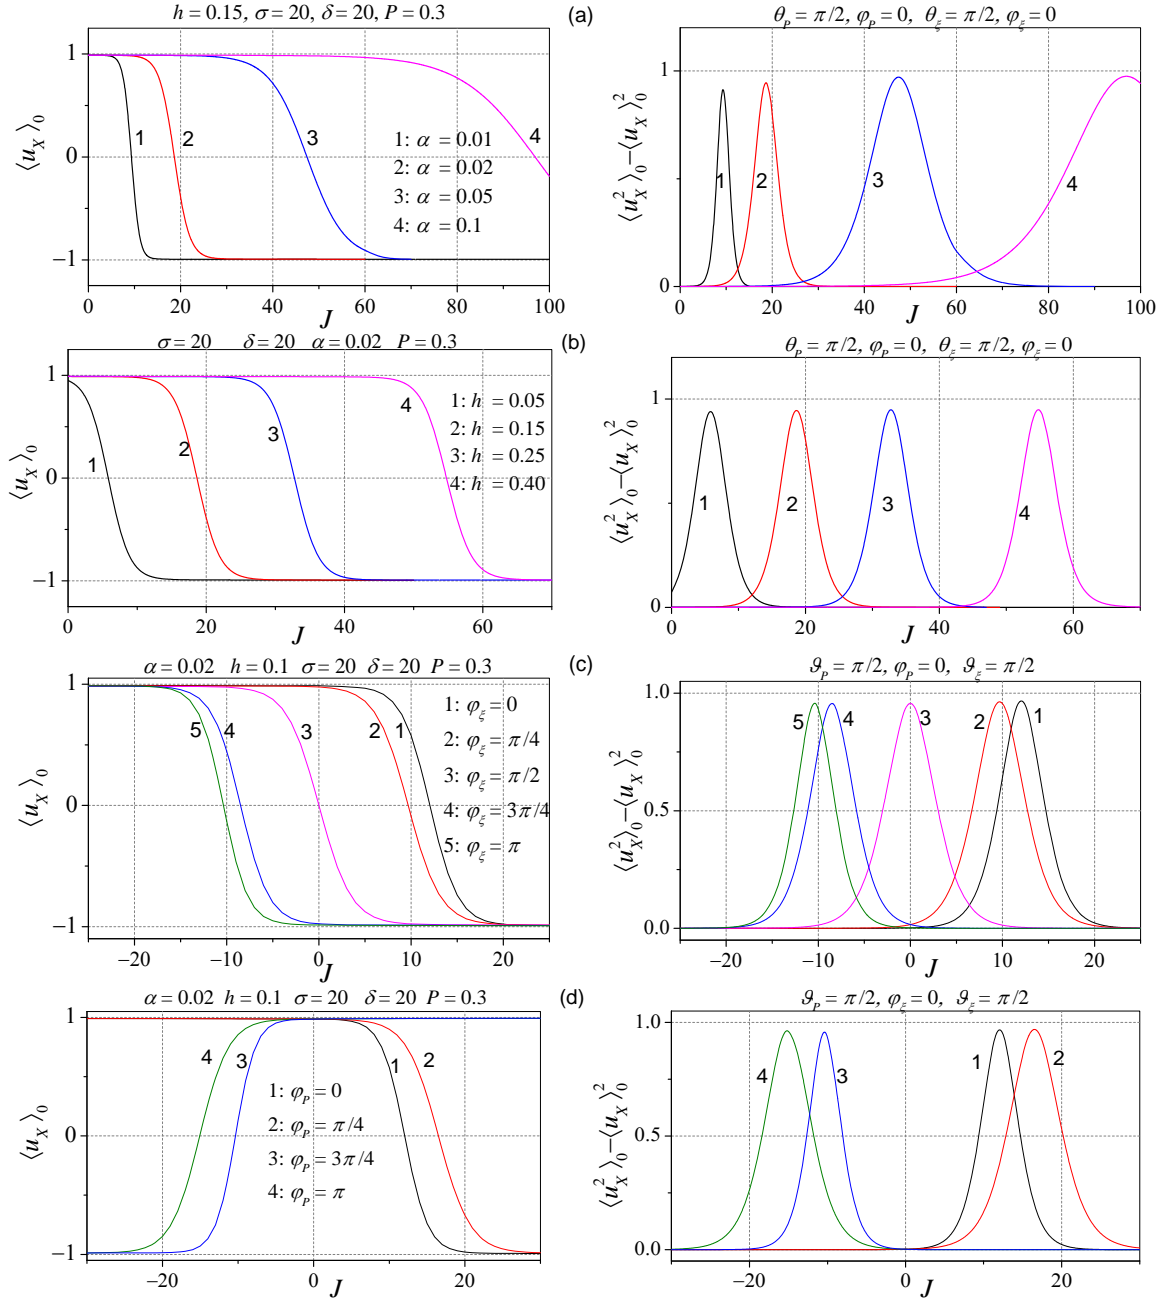 h = 0.15, σ = 20, δ = 20, P = 0.3
(a)
θ_P = π/2, φ_P = 0, θ_ξ = π/2, φ_ξ = 0
⟨u_X⟩_0
1
0
−1
1
2
3
4
1: α = 0.01
2: α = 0.02
3: α = 0.05
4: α = 0.1
0 20 40 60 80 100
J
⟨u_X^2⟩_0 − ⟨u_X⟩_0^2
1
0
1
2
3
4
0 20 40 60 80 100
J
σ = 20 δ = 20 α = 0.02 P = 0.3
(b)
θ_P = π/2, φ_P = 0, θ_ξ = π/2, φ_ξ = 0
⟨u_X⟩_0
1
0
−1
1
2
3
4
1: h = 0.05
2: h = 0.15
3: h = 0.25
4: h = 0.40
0 20 40 60
J
⟨u_X^2⟩_0 − ⟨u_X⟩_0^2
1
0
1
2
3
4
0 20 40 60
J
α = 0.02 h = 0.1 σ = 20 δ = 20 P = 0.3
(c)
ϑ_P = π/2, φ_P = 0, ϑ_ξ = π/2
⟨u_X⟩_0
1
0
−1
5
4
3
2
1
1: φ_ξ = 0
2: φ_ξ = π/4
3: φ_ξ = π/2
4: φ_ξ = 3π/4
5: φ_ξ = π
−20 −10 0 10 20
J
⟨u_X^2⟩_0 − ⟨u_X⟩_0^2
1.0
0.5
0.0
5
4
3
2
1
−20 −10 0 10 20
J
α = 0.02 h = 0.1 σ = 20 δ = 20 P = 0.3
(d)
ϑ_P = π/2, φ_ξ = 0, ϑ_ξ = π/2
⟨u_X⟩_0
1
0
−1
4
3
1
2
1: φ_P = 0
2: φ_P = π/4
3: φ_P = 3π/4
4: φ_P = π
−20 0 20
J
⟨u_X^2⟩_0 − ⟨u_X⟩_0^2
1.0
0.5
0.0
4
3
1
2
−20 0 20
J